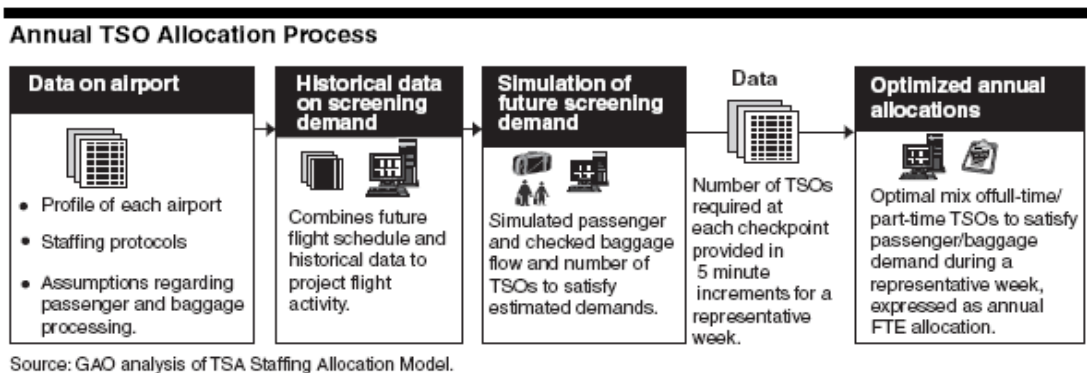 Annual TSO Allocation Process
Data on airport
• Profile of each airport
• Staffing protocols
• Assumptions regarding
passenger and baggage
processing.
Historical data
on screening
demand
Combines future
flight schedule and
historical data to
project flight
activity.
Simulation of
future screening
demand
Simulated passenger
and checked baggage
flow and number of
TSOs to satisfy
estimated demands.
Data
Number of TSOs
required at
each checkpoint
provided in
5 minute
increments for a
representative
week.
Optimized annual
allocations
Optimal mix offull-time/
part-time TSOs to satisfy
passenger/baggage
demand during a
representative week,
expressed as annual
FTE allocation.
Source: GAO analysis of TSA Staffing Allocation Model.